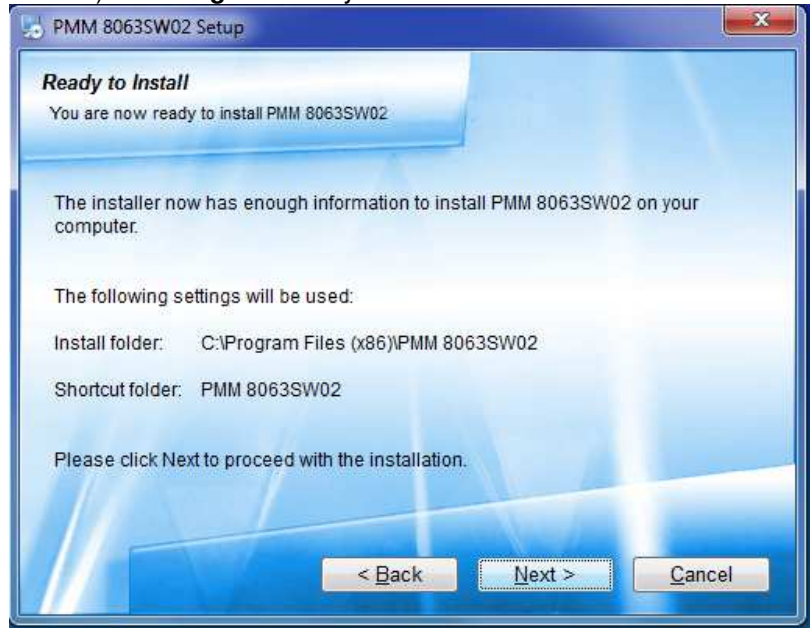 PMM 8063SW02 Setup
Ready to Install
You are now ready to install PMM 8063SW02
The installer now has enough information to install PMM 8063SW02 on your
computer.
The following settings will be used:
Install folder: C:\Program Files (x86)\PMM 8063SW02
Shortcut folder: PMM 8063SW02
Please click Next to proceed with the installation.
< Back Next > Cancel